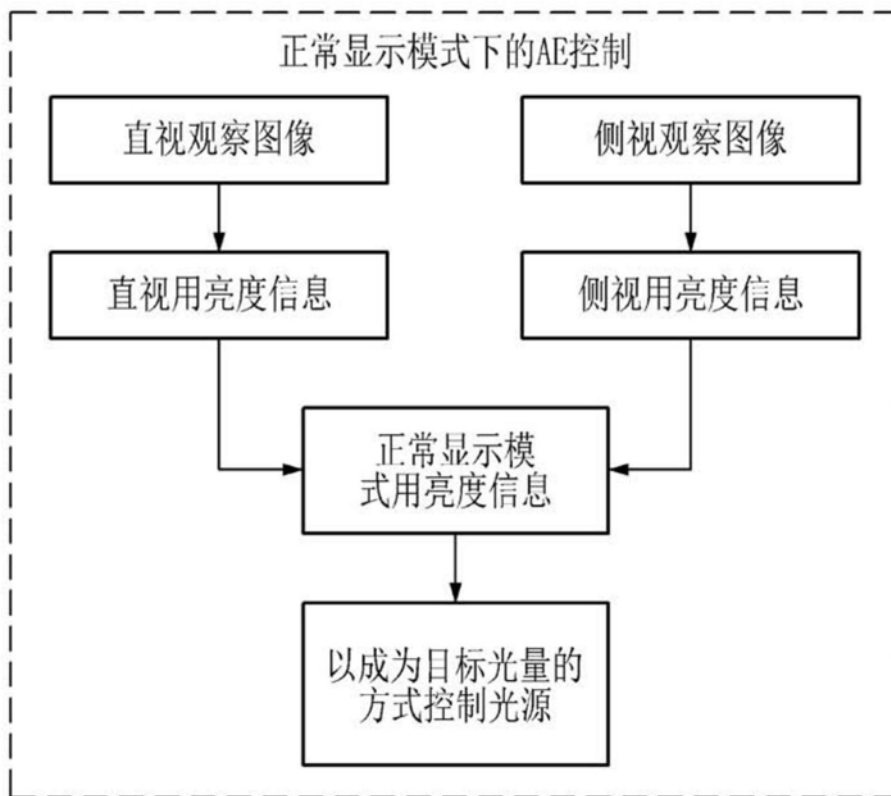 正常显示模式下的AE控制
直视观察图像
侧视观察图像
直视用亮度信息
侧视用亮度信息
正常显示模
式用亮度信息
以成为目标光量的
方式控制光源